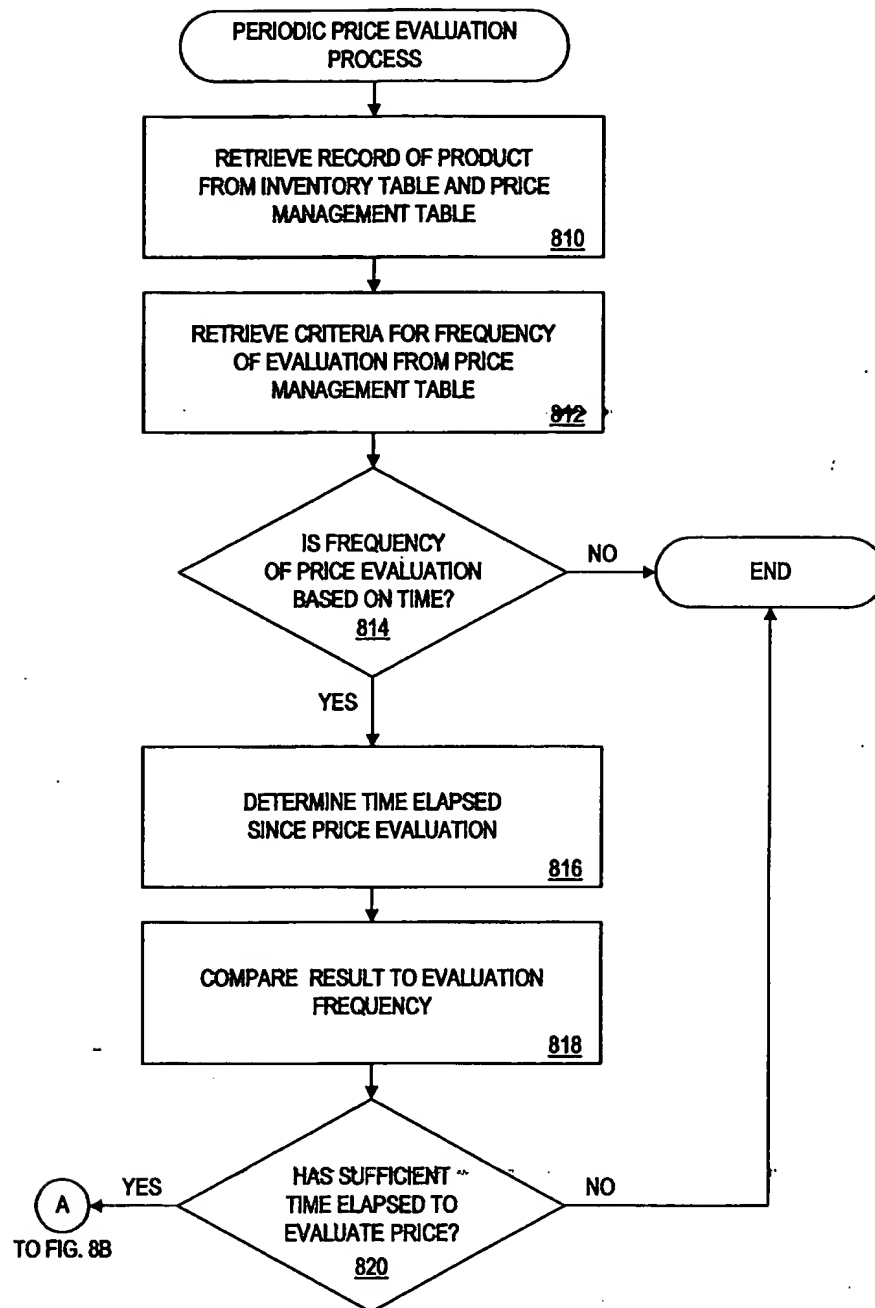 PERIODIC PRICE EVALUATION
PROCESS
RETRIEVE RECORD OF PRODUCT
FROM INVENTORY TABLE AND PRICE
MANAGEMENT TABLE
810
RETRIEVE CRITERIA FOR FREQUENCY
OF EVALUATION FROM PRICE
MANAGEMENT TABLE
812
IS FREQUENCY
OF PRICE EVALUATION
BASED ON TIME?
814
NO
END
YES
DETERMINE TIME ELAPSED
SINCE PRICE EVALUATION
816
COMPARE RESULT TO EVALUATION
FREQUENCY
818
HAS SUFFICIENT
TIME ELAPSED TO
EVALUATE PRICE?
820
YES
NO
A
TO FIG. 8B